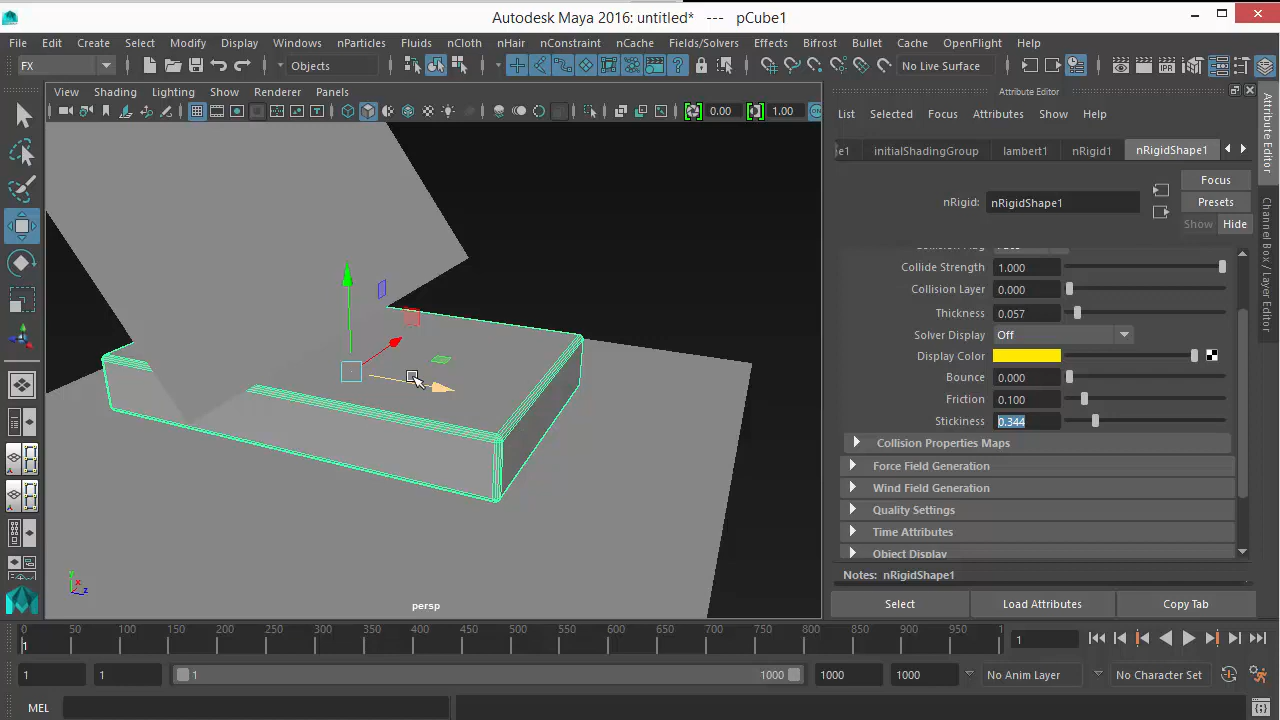 Autodesk Maya 2016: untitled* --- pCube1
File Edit Create Select Modify Display Windows nParticles Fluids nCloth nHair nConstraint nCache Fields/Solvers Effects Bifrost Bullet Cache OpenFlight Help
FX Objects No Live Surface
View Shading Lighting Show Renderer Panels
0.00 1.00
Attribute Editor
List Selected Focus Attributes Show Help
initialShadingGroup lambert1 nRigid1 nRigidShape1
nRigid: nRigidShape1
Focus
Presets
Show Hide
Collide Strength 1.000
Collision Layer 0.000
Thickness 0.057
Solver Display Off
Display Color
Bounce 0.000
Friction 0.100
Stickiness 0.344
Collision Properties Maps
Force Field Generation
Wind Field Generation
Quality Settings
Time Attributes
Object Display
Notes: nRigidShape1
Select Load Attributes Copy Tab
Attribute Editor
Channel Box / Layer Editor
y
x
z
persp
0 50 100 150 200 250 300 350 400 450 500 550 600 650 700 750 800 850 900 950 1
1
1
1 1 1 1000 1000 1000 No Anim Layer No Character Set
MEL